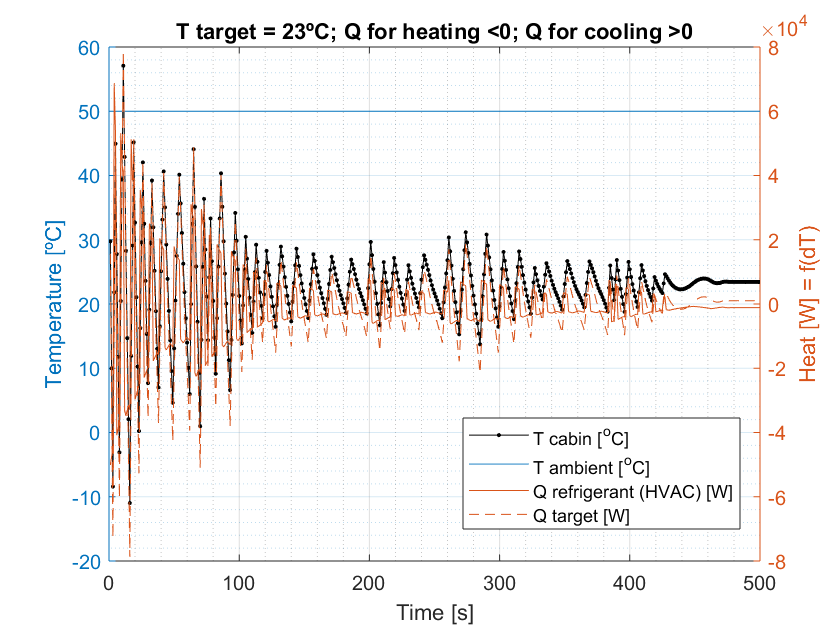 T target = 23ºC; Q for heating <0; Q for cooling >0
×10⁴
60
50
40
30
20
10
0
-10
-20
Temperature [ºC]
8
6
4
2
0
-2
-4
-6
-8
Heat [W] = f(dT)
T cabin [ºC]
T ambient [ºC]
Q refrigerant (HVAC) [W]
Q target [W]
0 100 200 300 400 500
Time [s]